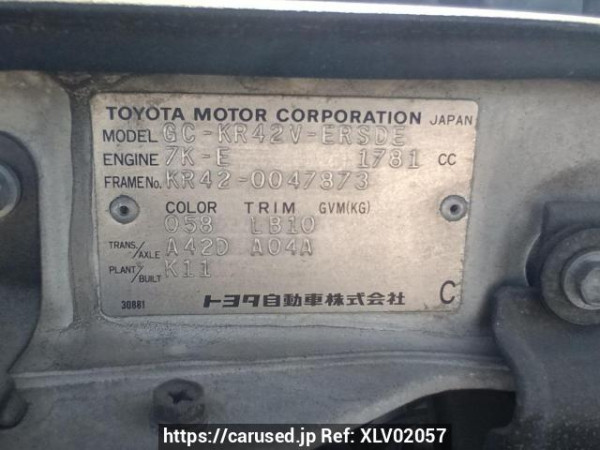 TOYOTA MOTOR CORPORATION JAPAN
MODEL GC-KR42V-ERSDE
ENGINE 7K-E 1781 CC
FRAME No. KR42-0047373
COLOR TRIM GVM(KG)
058 LB10
TRANS./AXLE A42D A04A
PLANT/BUILT K11
30881 トヨタ自動車株式会社 C
https://carused.jp Ref: XLV02057